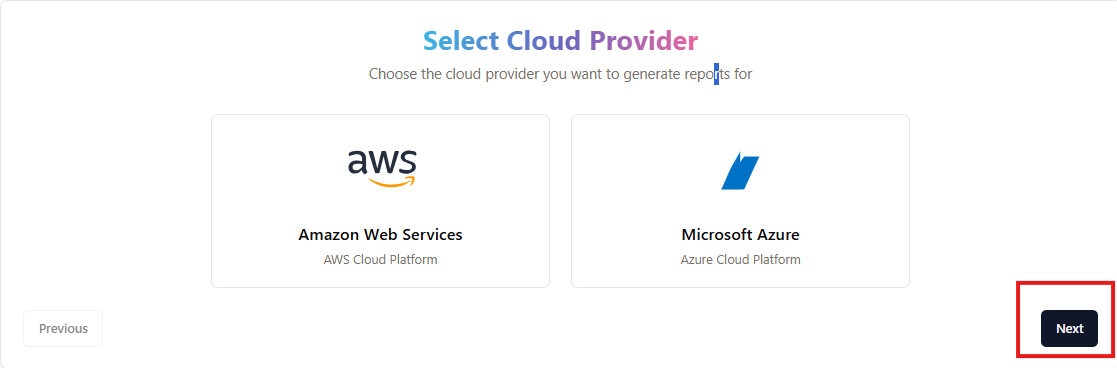 Select Cloud Provider
Choose the cloud provider you want to generate reports for
aws
Amazon Web Services
AWS Cloud Platform
Microsoft Azure
Azure Cloud Platform
Previous
Next